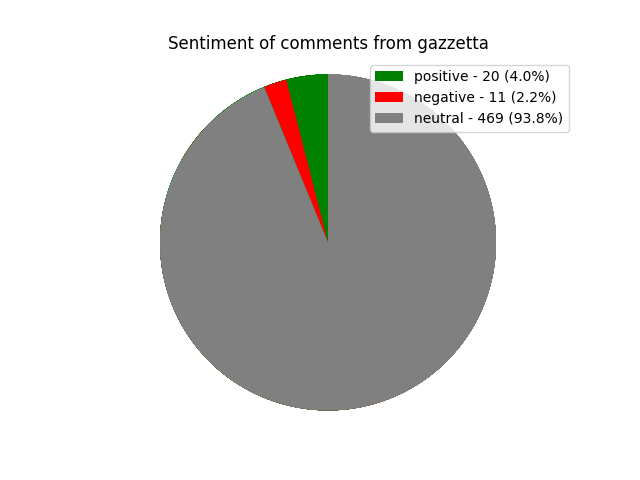 Sentiment of comments from gazzetta
positive - 20 (4.0%)
negative - 11 (2.2%)
neutral - 469 (93.8%)